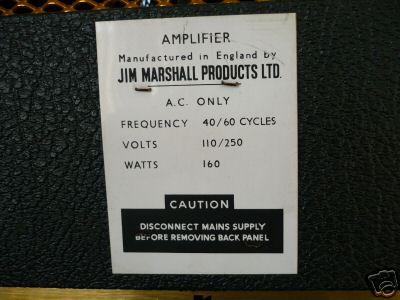 AMPLIFIER
Manufactured in England by
JIM MARSHALL PRODUCTS LTD.
A.C. ONLY
FREQUENCY 40/60 CYCLES
VOLTS 110/250
WATTS 160
CAUTION
DISCONNECT MAINS SUPPLY
BEFORE REMOVING BACK PANEL